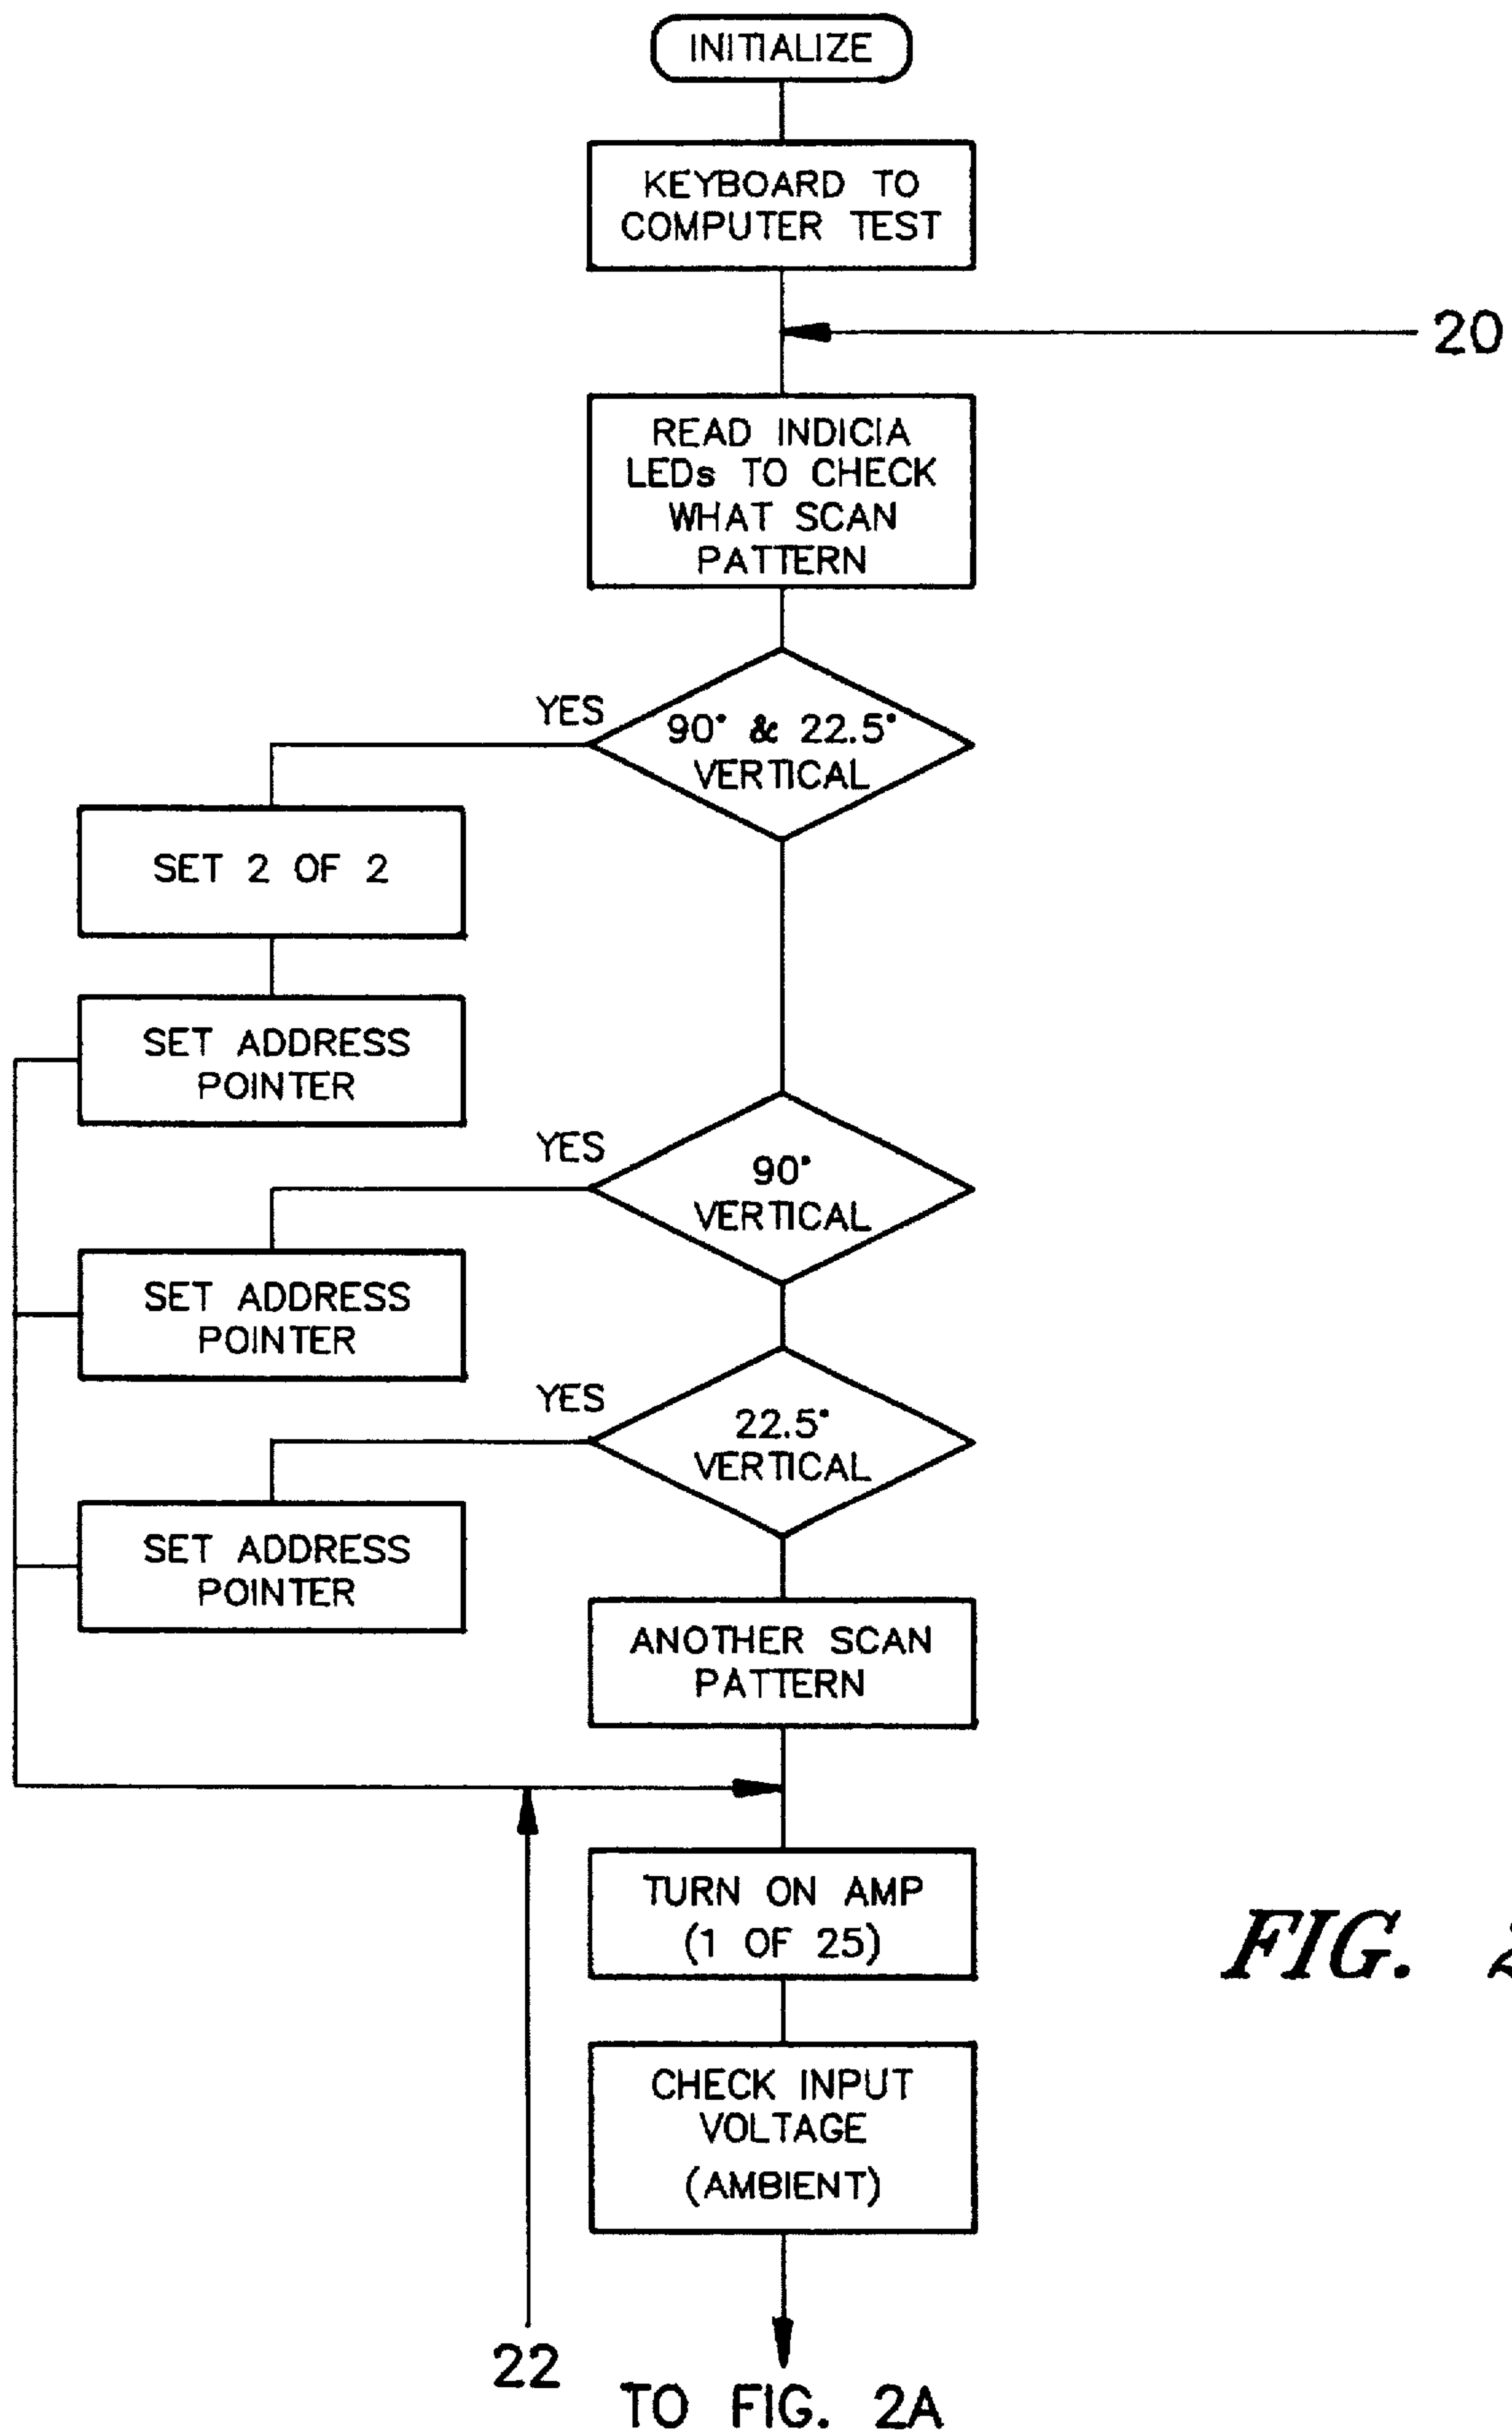 INITIALIZE
KEYBOARD TO
COMPUTER TEST
20
READ INDICIA
LEDs TO CHECK
WHAT SCAN
PATTERN
YES
90° & 22.5°
VERTICAL
SET 2 OF 2
SET ADDRESS
POINTER
YES
90°
VERTICAL
SET ADDRESS
POINTER
YES
22.5°
VERTICAL
SET ADDRESS
POINTER
ANOTHER SCAN
PATTERN
TURN ON AMP
(1 OF 25)
FIG. 2
CHECK INPUT
VOLTAGE
(AMBIENT)
22
TO FIG. 2A